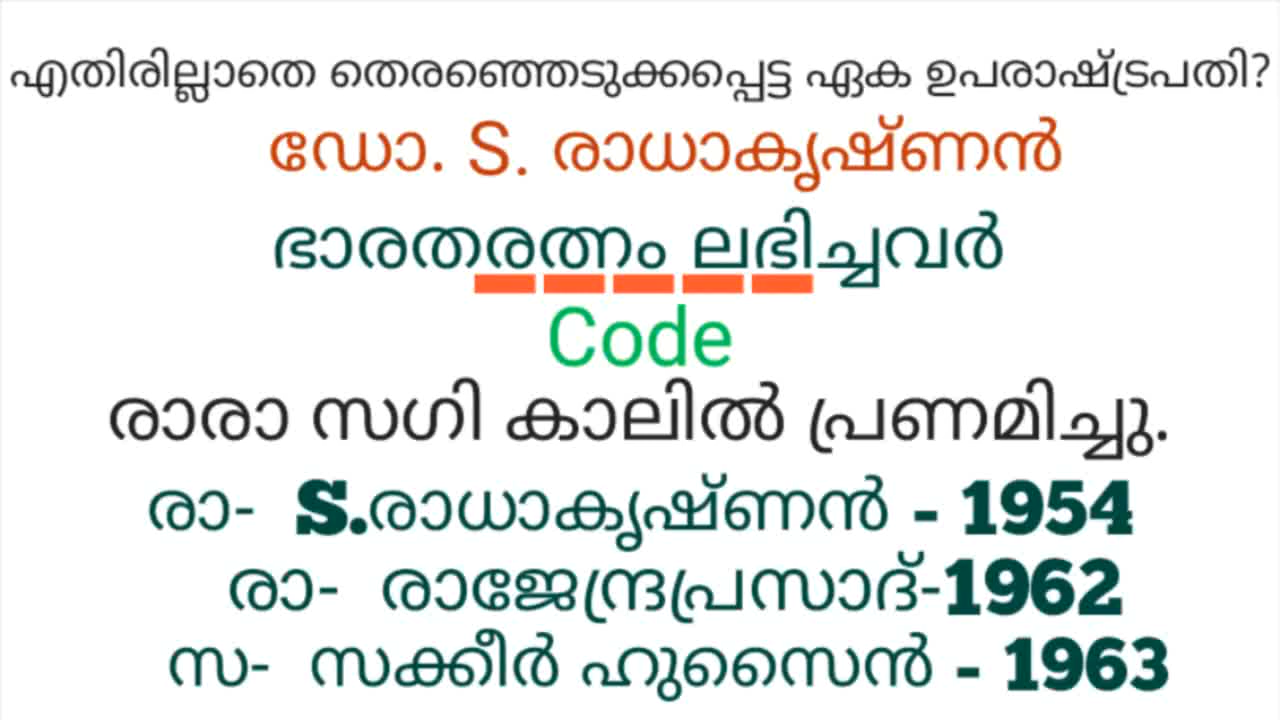 എതിരില്ലാതെ തെരഞ്ഞെടുക്കപ്പെട്ട ഏക ഉപരാഷ്ട്രപതി?
ഡോ. S. രാധാകൃഷ്ണൻ
ഭാരതരത്നം ലഭിച്ചവർ
Code
രാരാ സഗി കാലിൽ പ്രണമിച്ചു.
രാ- S.രാധാകൃഷ്ണൻ - 1954
രാ- രാജേന്ദ്രപ്രസാദ്-1962
സ- സക്കീർ ഹുസൈൻ - 1963